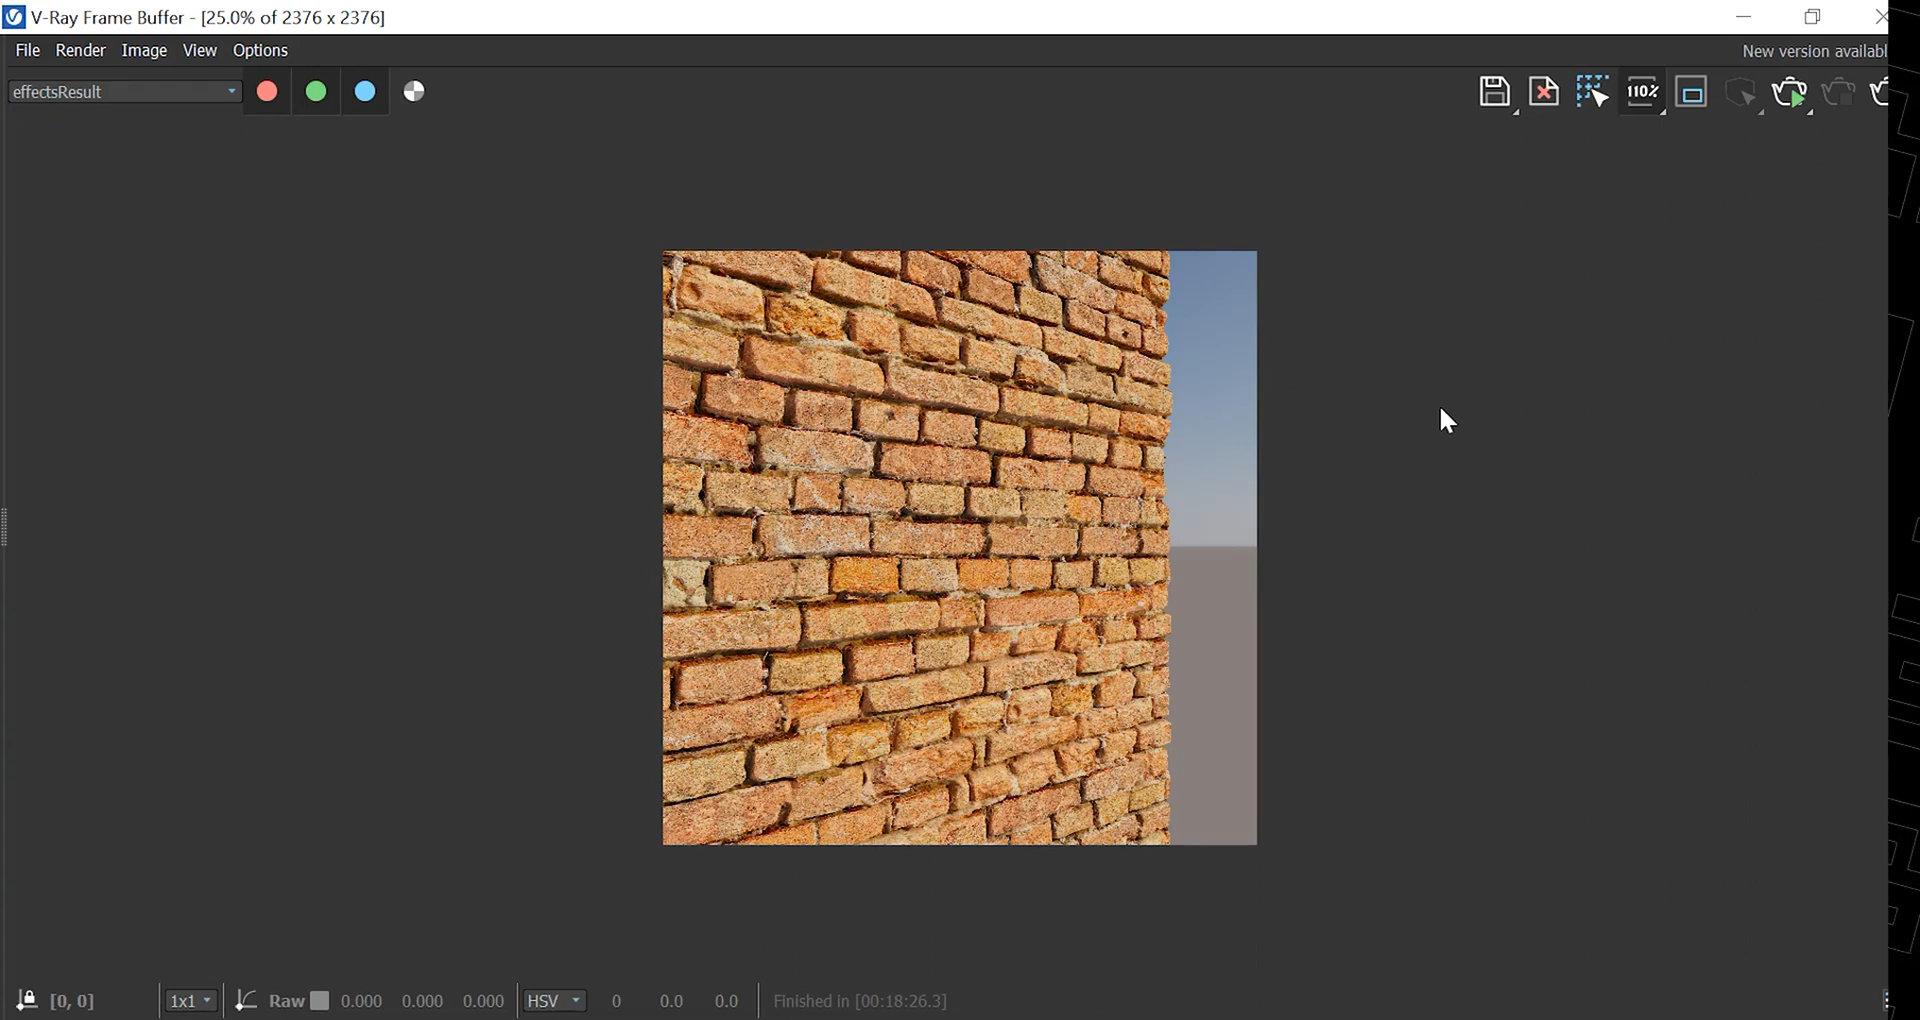 V-Ray Frame Buffer - [25.0% of 2376 x 2376]
File Render Image View Options
New version availabl
effectsResult
110%
[0, 0]
1x1
Raw 0.000 0.000 0.000
HSV 0 0.0 0.0
Finished in [00:18:26.3]